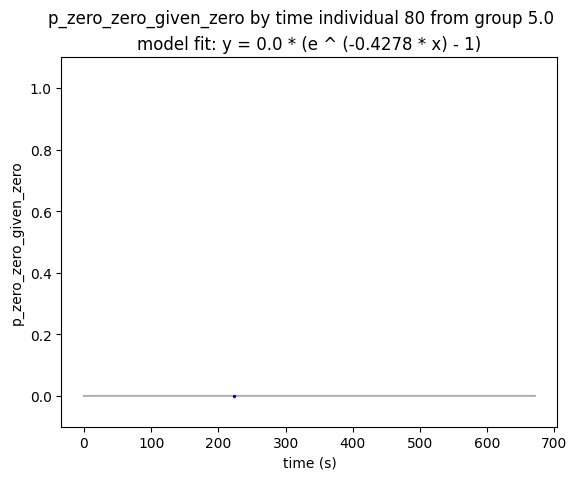 p_zero_zero_given_zero by time individual 80 from group 5.0
model fit: y = 0.0 * (e ^ (-0.4278 * x) - 1)
1.0
0.8
0.6
0.4
0.2
0.0
p_zero_zero_given_zero
0 100 200 300 400 500 600 700
time (s)